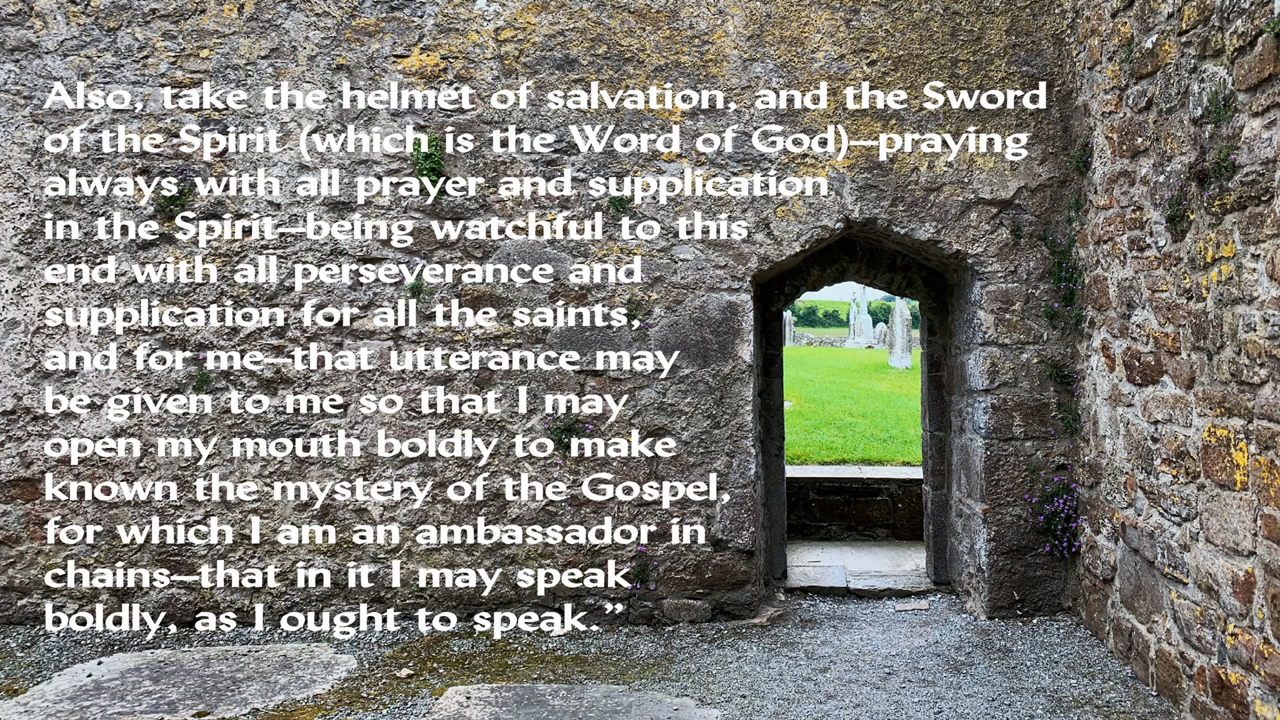 Also, take the helmet of salvation, and the Sword
of the Spirit (which is the Word of God)—praying
always with all prayer and supplication
in the Spirit—being watchful to this
end with all perseverance and
supplication for all the saints,
and for me—that utterance may
be given to me so that I may
open my mouth boldly to make
known the mystery of the Gospel,
for which I am an ambassador in
chains—that in it I may speak
boldly, as I ought to speak.”